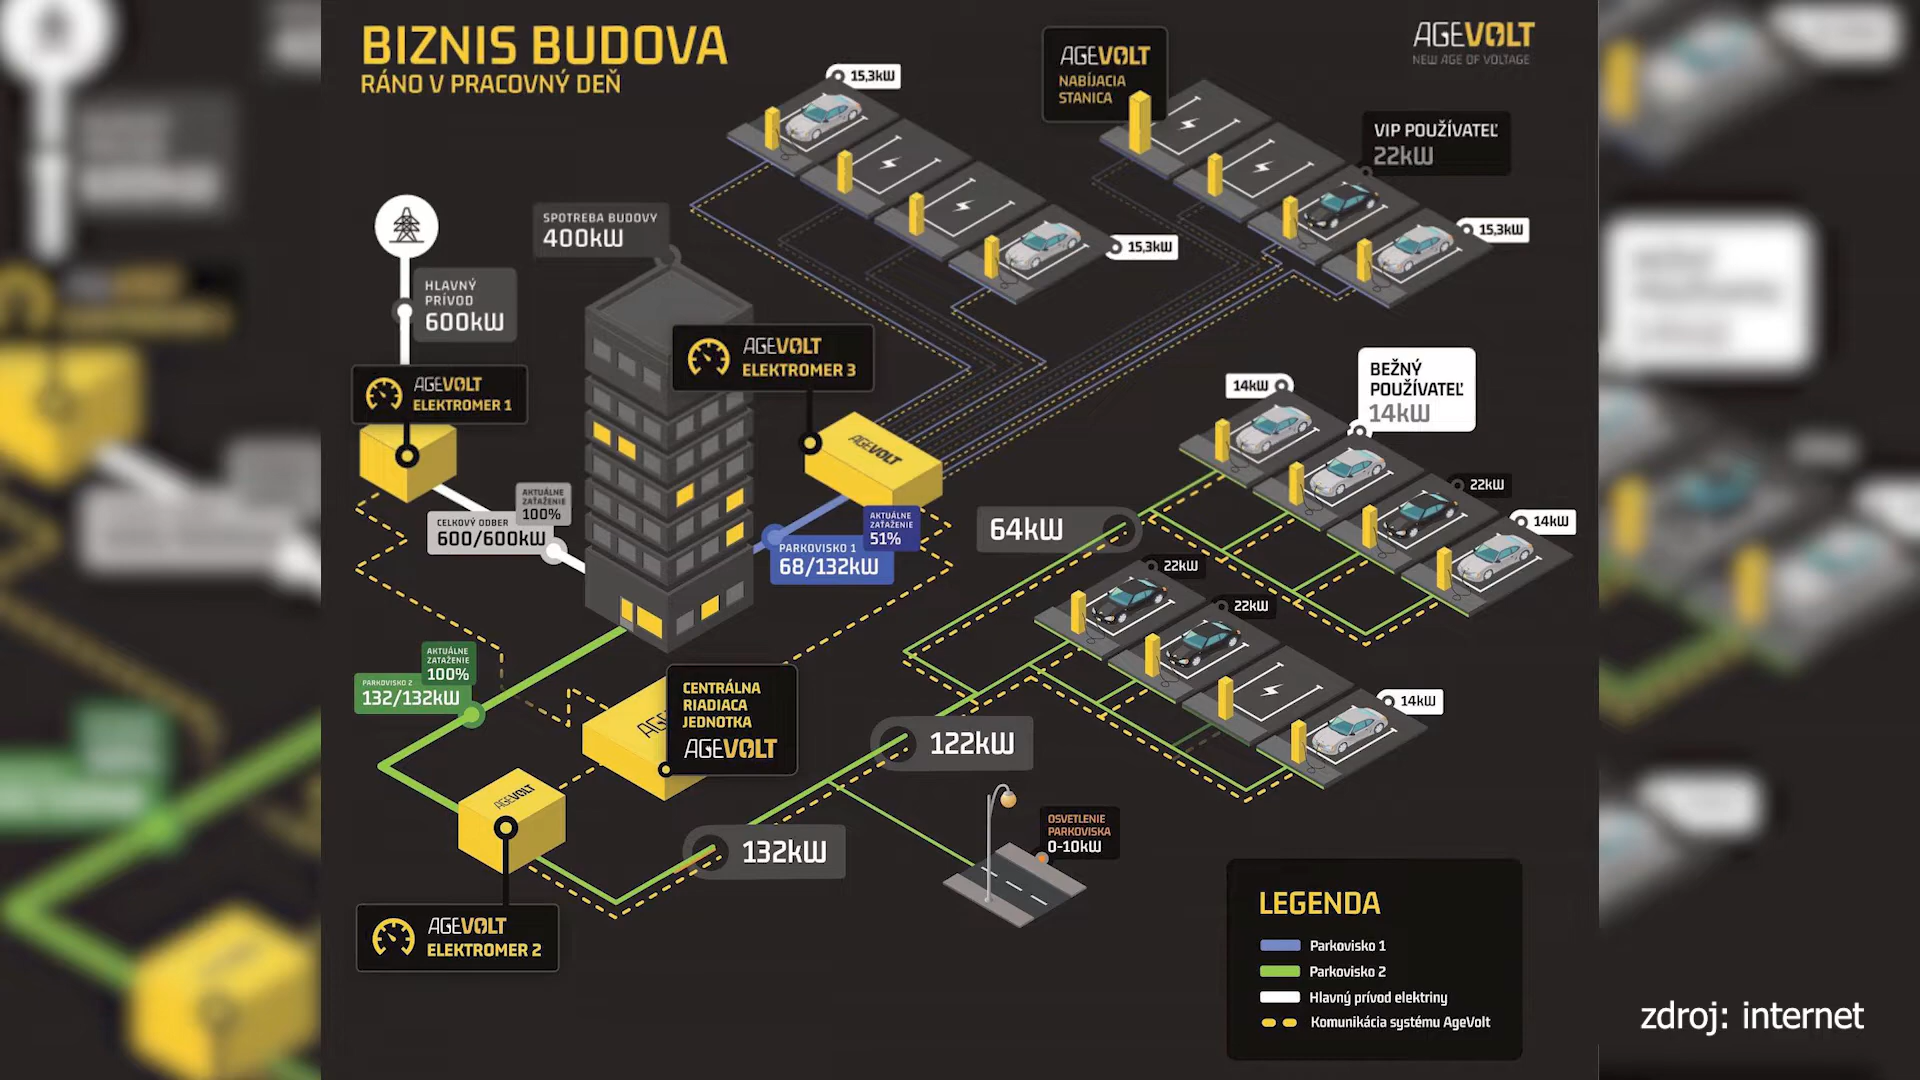 BIZNIS BUDOVA
RÁNO V PRACOVNÝ DEŇ
AGEVOLT
NEW AGE OF VOLTAGE
15,3kW
AGEVOLT
NABÍJACIA
STANICA
VIP POUŽÍVATEĽ
22kW
15,3kW
15,3kW
SPOTREBA BUDOVY
400kW
HLAVNÝ
PRÍVOD
600kW
AGEVOLT
ELEKTROMER 1
AGEVOLT
ELEKTROMER 3
AGEVOLT
CELKOVÝ ODBER
600/600kW
AKTUÁLNE
ZAŤAŽENIE
100%
PARKOVISKO 1
68/132kW
AKTUÁLNE
ZAŤAŽENIE
51%
14kW
BEŽNÝ
POUŽÍVATEĽ
14kW
22kW
14kW
64kW
22kW
22kW
14kW
AKTUÁLNE
ZAŤAŽENIE
100%
PARKOVISKO 2
132/132kW
AGE
CENTRÁLNA
RIADIACA
JEDNOTKA
AGEVOLT
122kW
132kW
OSVETLENIE
PARKOVISKA
0-10kW
AGEVOLT
AGEVOLT
ELEKTROMER 2
LEGENDA
Parkovisko 1
Parkovisko 2
Hlavný prívod elektriny
Komunikácia systému AgeVolt
zdroj: internet